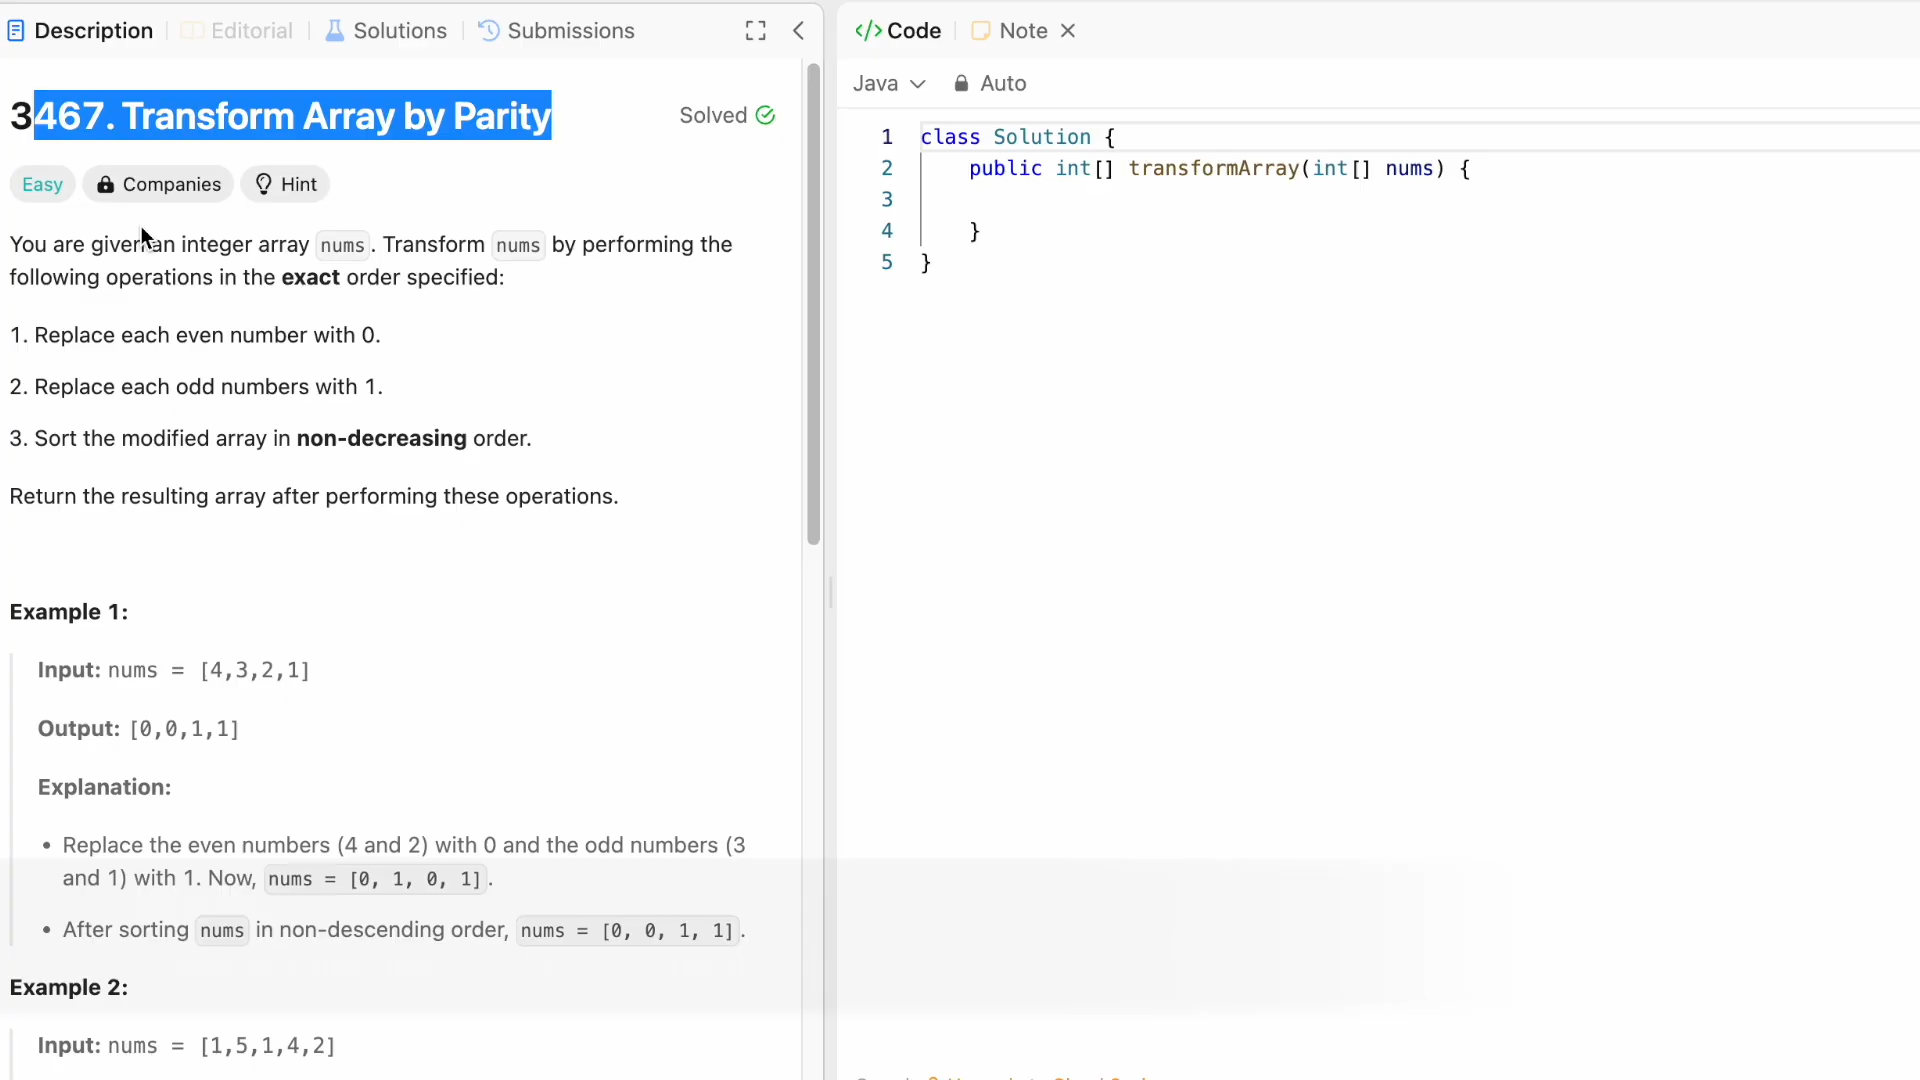 Description Editorial Solutions Submissions
3467. Transform Array by Parity
Solved
Easy Companies Hint
You are given an integer array nums. Transform nums by performing the
following operations in the exact order specified:
1. Replace each even number with 0.
2. Replace each odd numbers with 1.
3. Sort the modified array in non-decreasing order.
Return the resulting array after performing these operations.
Example 1:
Input: nums = [4,3,2,1]
Output: [0,0,1,1]
Explanation:
• Replace the even numbers (4 and 2) with 0 and the odd numbers (3
and 1) with 1. Now, nums = [0, 1, 0, 1].
• After sorting nums in non-descending order, nums = [0, 0, 1, 1].
Example 2:
Input: nums = [1,5,1,4,2]
</> Code Note
Java Auto
1 class Solution {
2 public int[] transformArray(int[] nums) {
3
4 }
5 }